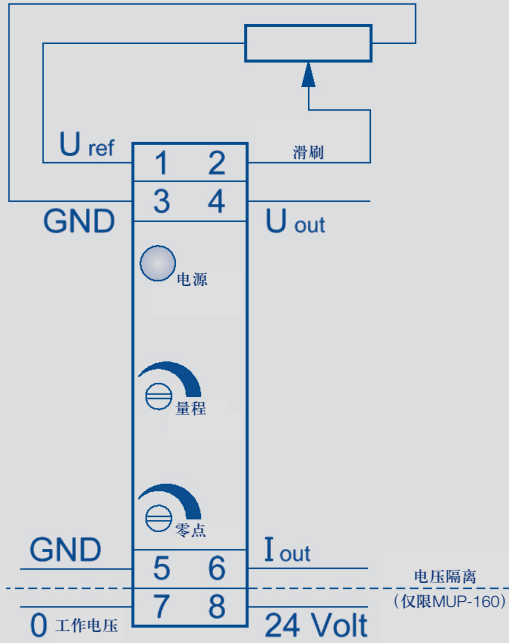 U ref 1 2 滑刷
GND 3 4 U out
电源
量程
零点
GND 5 6 I out
电压隔离
0 工作电压 7 8 24 Volt
(仅限MUP-160)